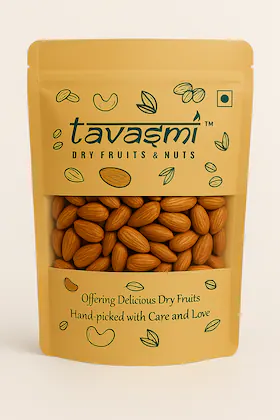 tavasmi™
DRY FRUITS & NUTS
Offering Delicious Dry Fruits
Hand-picked with Care and Love